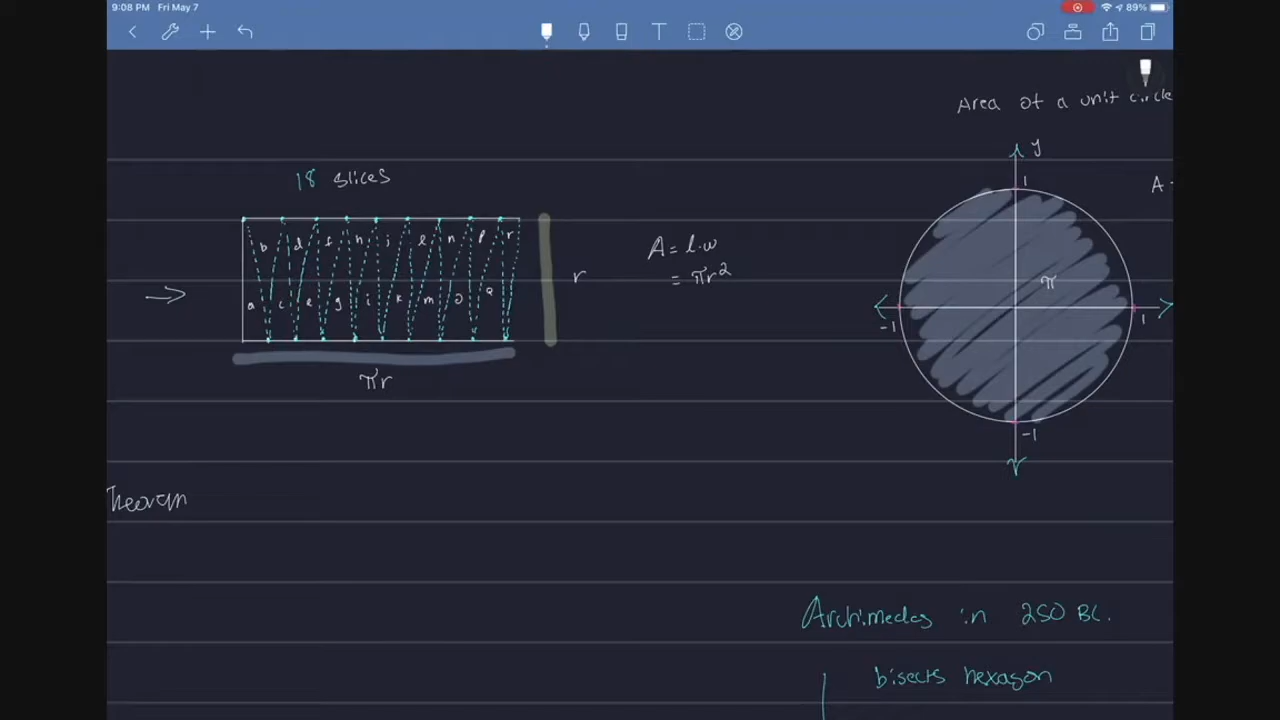 9:08 PM Fri May 7
89%
T
Area of a unit circle
18 slices
y
1
A
b d f h j l n p r
A = l·w
r
= πr²
π
a c e g i k m o q
-1
1
πr
-1
Theorem
Archimedes in 250 BC.
bisects hexagon